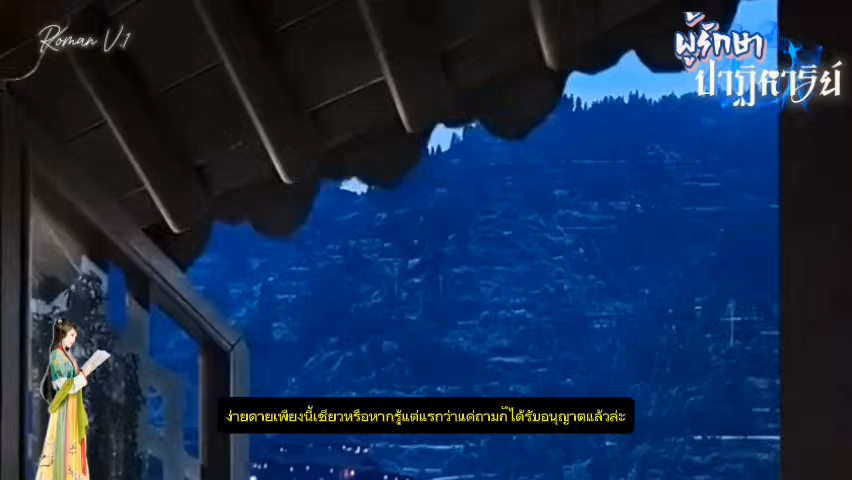 Roman V.1
ผู้รักษา
ปาฏิหาริย์
ง่ายดายเพียงนี้เชียวหรือหากรู้แต่แรกว่าแค่ถามก็ได้รับอนุญาตแล้วล่ะ